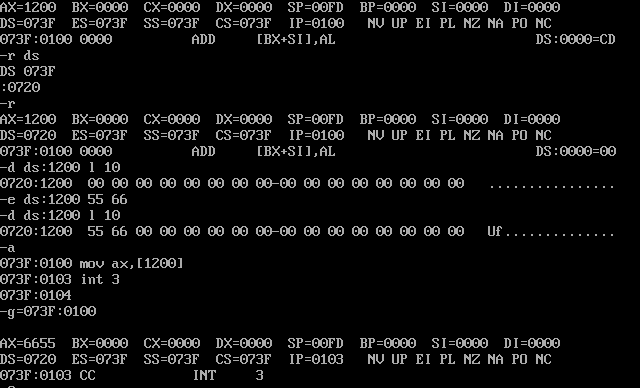 AX=1200  BX=0000  CX=0000  DX=0000  SP=00FD  BP=0000  SI=0000  DI=0000
DS=073F  ES=073F  SS=073F  CS=073F  IP=0100   NV UP EI PL NZ NA PO NC
073F:0100 0000          ADD     [BX+SI],AL                         DS:0000=CD
-r ds
DS 073F
:0720
-r
AX=1200  BX=0000  CX=0000  DX=0000  SP=00FD  BP=0000  SI=0000  DI=0000
DS=0720  ES=073F  SS=073F  CS=073F  IP=0100   NV UP EI PL NZ NA PO NC
073F:0100 0000          ADD     [BX+SI],AL                         DS:0000=00
-d ds:1200 l 10
0720:1200  00 00 00 00 00 00 00 00-00 00 00 00 00 00 00 00   ................
-e ds:1200 55 66
-d ds:1200 l 10
0720:1200  55 66 00 00 00 00 00 00-00 00 00 00 00 00 00 00   Uf..............
-a
073F:0100 mov ax,[1200]
073F:0103 int 3
073F:0104
-g=073F:0100
AX=6655  BX=0000  CX=0000  DX=0000  SP=00FD  BP=0000  SI=0000  DI=0000
DS=0720  ES=073F  SS=073F  CS=073F  IP=0103   NV UP EI PL NZ NA PO NC
073F:0103 CC            INT     3